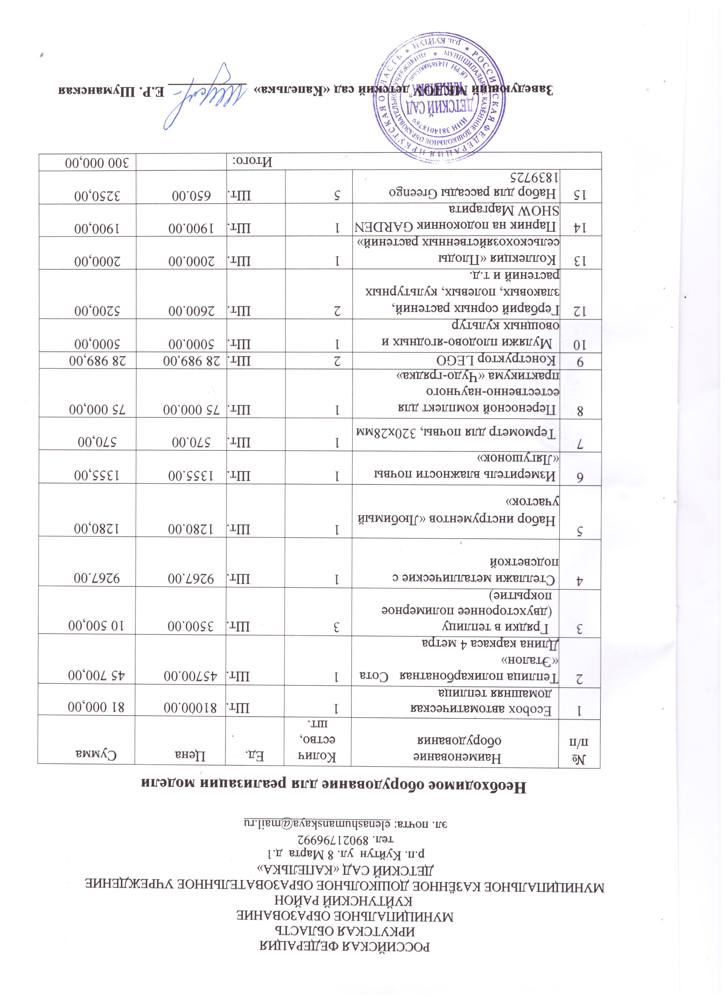 РОССИЙСКАЯ ФЕДЕРАЦИЯ
ИРКУТСКАЯ ОБЛАСТЬ
МУНИЦИПАЛЬНОЕ ОБРАЗОВАНИЕ
КУЙТУНСКИЙ РАЙОН
МУНИЦИПАЛЬНОЕ КАЗЁННОЕ ДОШКОЛЬНОЕ ОБРАЗОВАТЕЛЬННОЕ УЧРЕЖДЕНИЕ
ДЕТСКИЙ САД «КАПЕЛЬКА»
р.п. Куйтун ул. 8 Марта д.1
тел. 89021796992
эл. почта: elenashumanskaya@mail.ru
Необходимое оборудование для реализации модели
№ п/п
Наименование
оборудования
Колич
ество,
шт.
Ед.
Цена
Сумма
1 Ecobox автоматическая 1 Шт. 81000.00 81 000,00
домашняя теплица
2 Теплица поликарбонатная Сота 1 Шт. 45700.00 45 700,00
«Эталон»
Длина каркаса 4 метра
3 Грядки в теплицу 3 Шт. 3500.00 10 500,00
(двухстороннее полимерное
покрытие)
4 Стеллажи металлические с 1 Шт. 9267.00 9267.00
подсветкой
5 Набор инструментов «Любимый 1 Шт. 1280.00 1280,00
участок»
6 Измеритель влажности почвы 1 Шт. 1355.00 1355,00
«Лягушонок»
7 Термометр для почвы, 320х28мм 1 Шт. 570.00 570,00
8 Переносной комплект для 1 Шт. 75 000.00 75 000,00
естественно-научного
практикума «Чудо-грядка»
9 Конструктор LEGO 2 Шт. 28 989,00 28 989,00
10 Муляжи плодово-ягодных и 1 Шт. 5000.00 5000,00
овощных культур
12 Гербарий сорных растений, 2 Шт. 2600.00 5200,00
злаковых, полевых, культурных
растений и т.д.
13 Коллекция «Плоды 1 Шт. 2000.00 2000,00
сельскохозяйственных растений»
14 Парник на подоконник GARDEN 1 Шт. 1900.00 1900,00
SHOW Маргарита
15 Набор для рассады Greengo 5 Шт. 650.00 3250,00
1839725
Итого: 300 000,00
Заведующий МКДОУ детский сад «Капелька» Е.Р. Шуманская
РОССИЙСКАЯ ФЕДЕРАЦИЯ ИРКУТСКАЯ ОБЛАСТЬ * р.п. КУЙТУН *
МУНИЦИПАЛЬНОЕ КАЗЁННОЕ ДОШКОЛЬНОЕ ОБРАЗОВАТЕЛЬНОЕ УЧРЕЖДЕНИЕ *
ИНН 3814018789
ДЕТСКИЙ САД
ОГРН